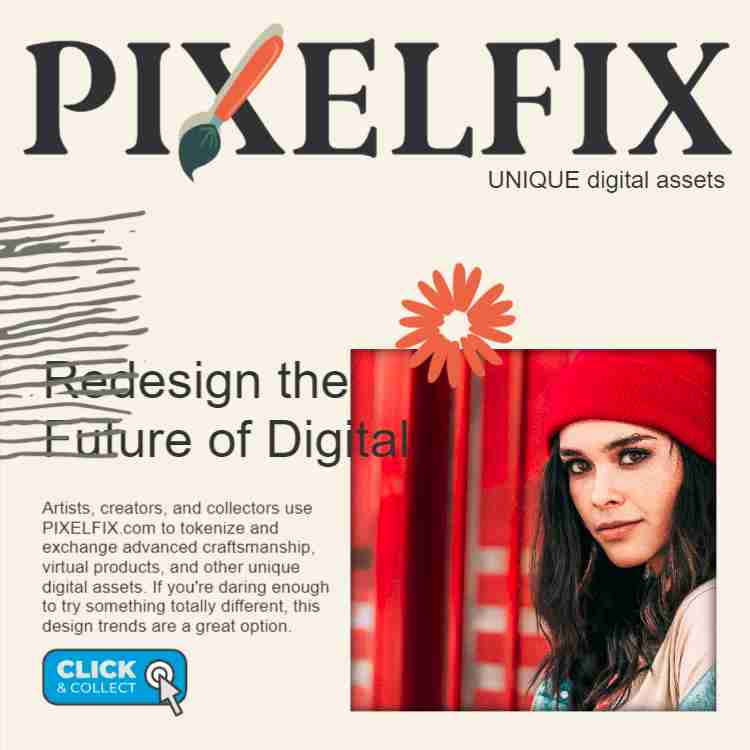 PIXELFIX
UNIQUE digital assets
Redesign the
Future of Digital
Artists, creators, and collectors use
PIXELFIX.com to tokenize and
exchange advanced craftsmanship,
virtual products, and other unique
digital assets. If you're daring enough
to try something totally different, this
design trends are a great option.
CLICK
& COLLECT